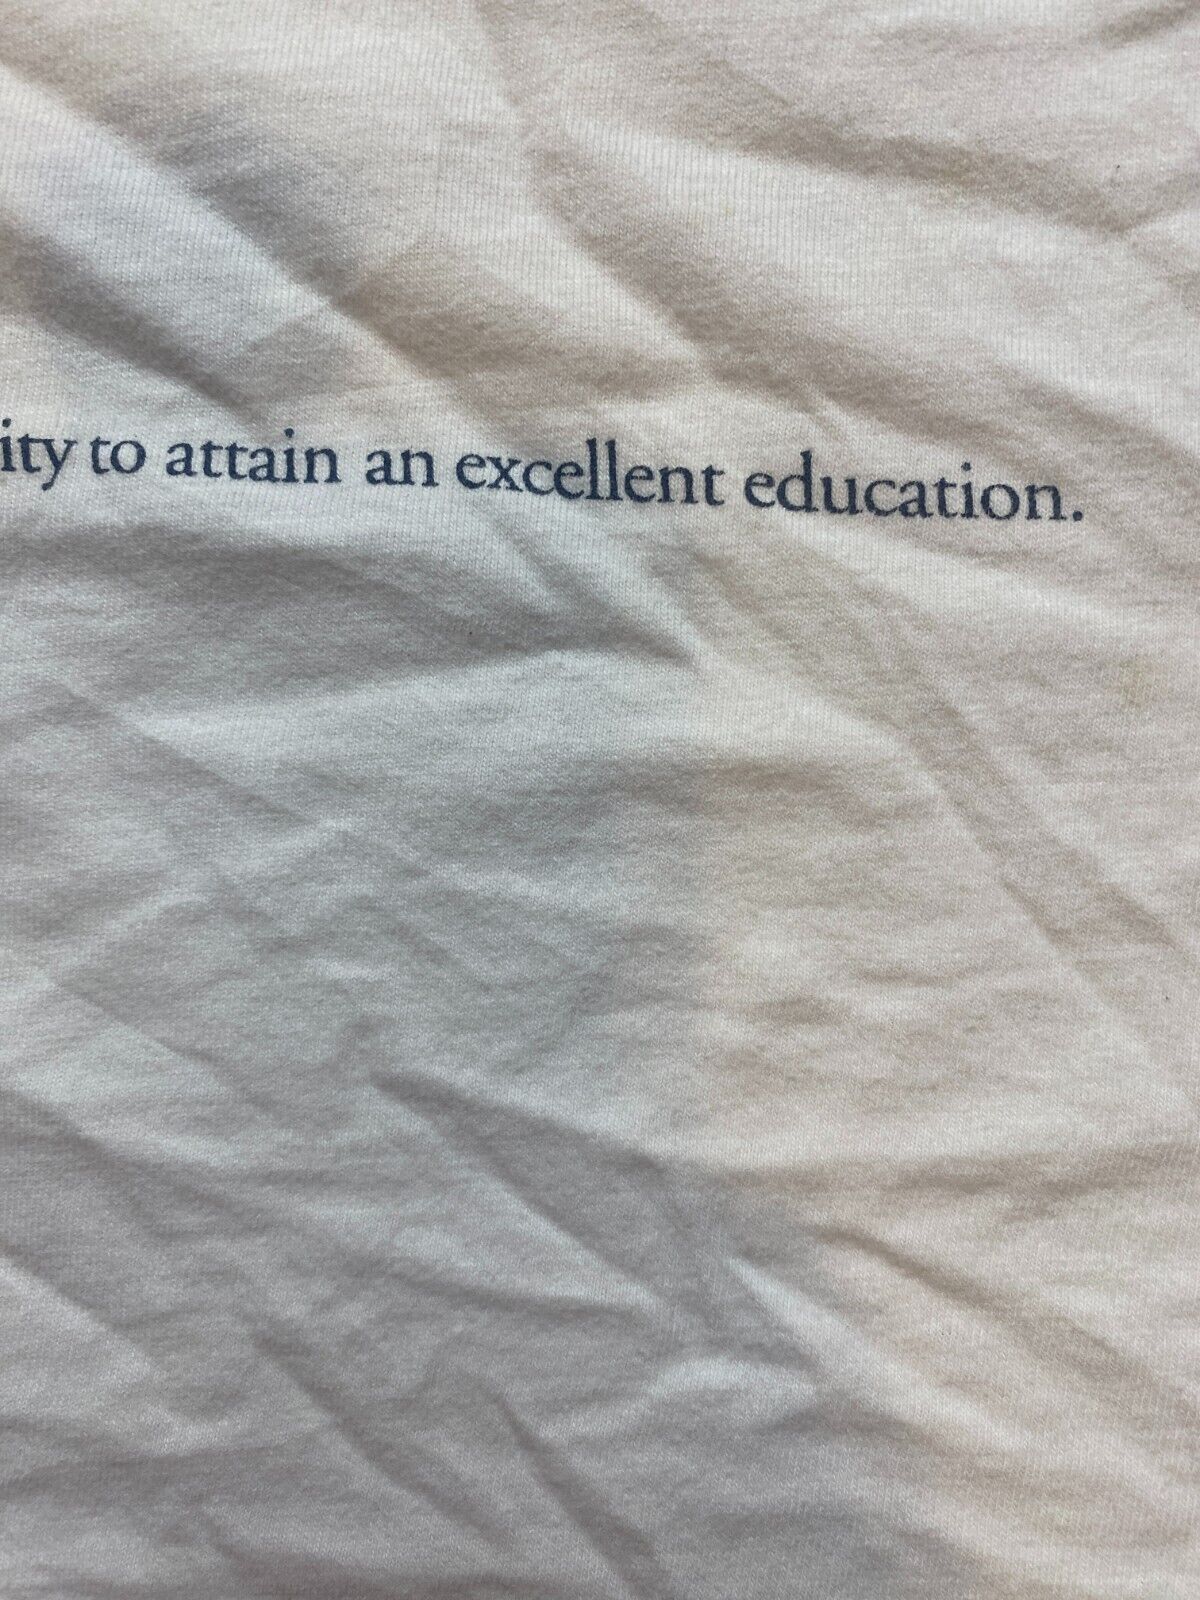 ity to attain an excellent education.